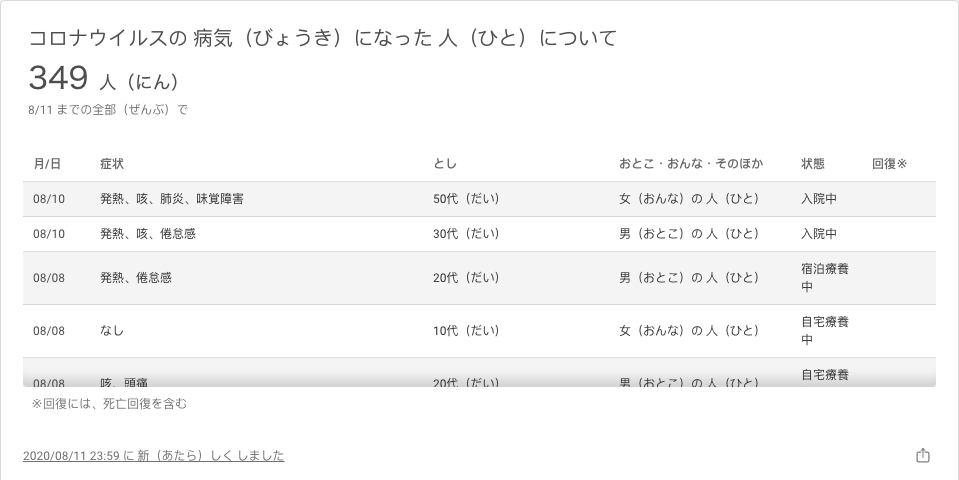 コロナウイルスの 病気（びょうき）になった 人（ひと）について
349 人（にん）
8/11 までの全部（ぜんぶ）で
月/日 症状 とし おとこ・おんな・そのほか 状態 回復※
08/10 発熱、咳、肺炎、味覚障害 50代（だい） 女（おんな）の 人（ひと） 入院中
08/10 発熱、咳、倦怠感 30代（だい） 男（おとこ）の 人（ひと） 入院中
08/08 発熱、倦怠感 20代（だい） 男（おとこ）の 人（ひと） 宿泊療養
中
08/08 なし 10代（だい） 女（おんな）の 人（ひと） 自宅療養
中
08/08 咳、頭痛 20代（だい） 男（おとこ）の 人（ひと） 自宅療養
※回復には、死亡回復を含む
2020/08/11 23:59 に 新（あたら）しく しました